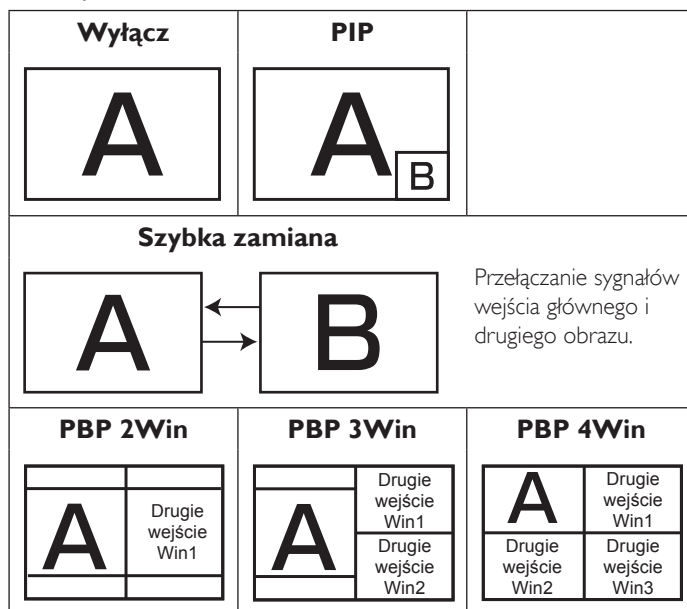 Wyłącz
PIP
A
A
B
Szybka zamiana
A
B
Przełączanie sygnałów
wejścia głównego i
drugiego obrazu.
PBP 2Win
PBP 3Win
PBP 4Win
A
Drugie
wejście
Win1
A
Drugie
wejście
Win1
Drugie
wejście
Win2
A
Drugie
wejście
Win1
Drugie
wejście
Win2
Drugie
wejście
Win3